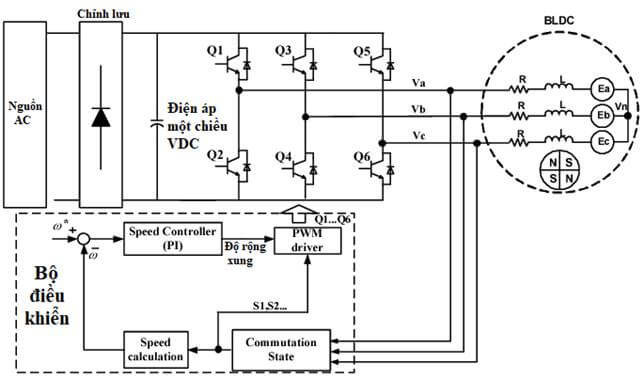 Chỉnh lưu
BLDC
Q1
Q3
Q5
Nguồn
AC
Điện áp
một chiều
VDC
Va
Vb
Vc
R
L
Ea
R
L
Eb
Vn
R
L
Ec
Q2
Q4
Q6
N
S
S
N
Q1...Q6
ω*
+
−
ω
Speed Controller
(PI)
Độ rộng
xung
PWM
driver
Bộ
điều
khiển
S1,S2...
Speed
calculation
Commutation
State